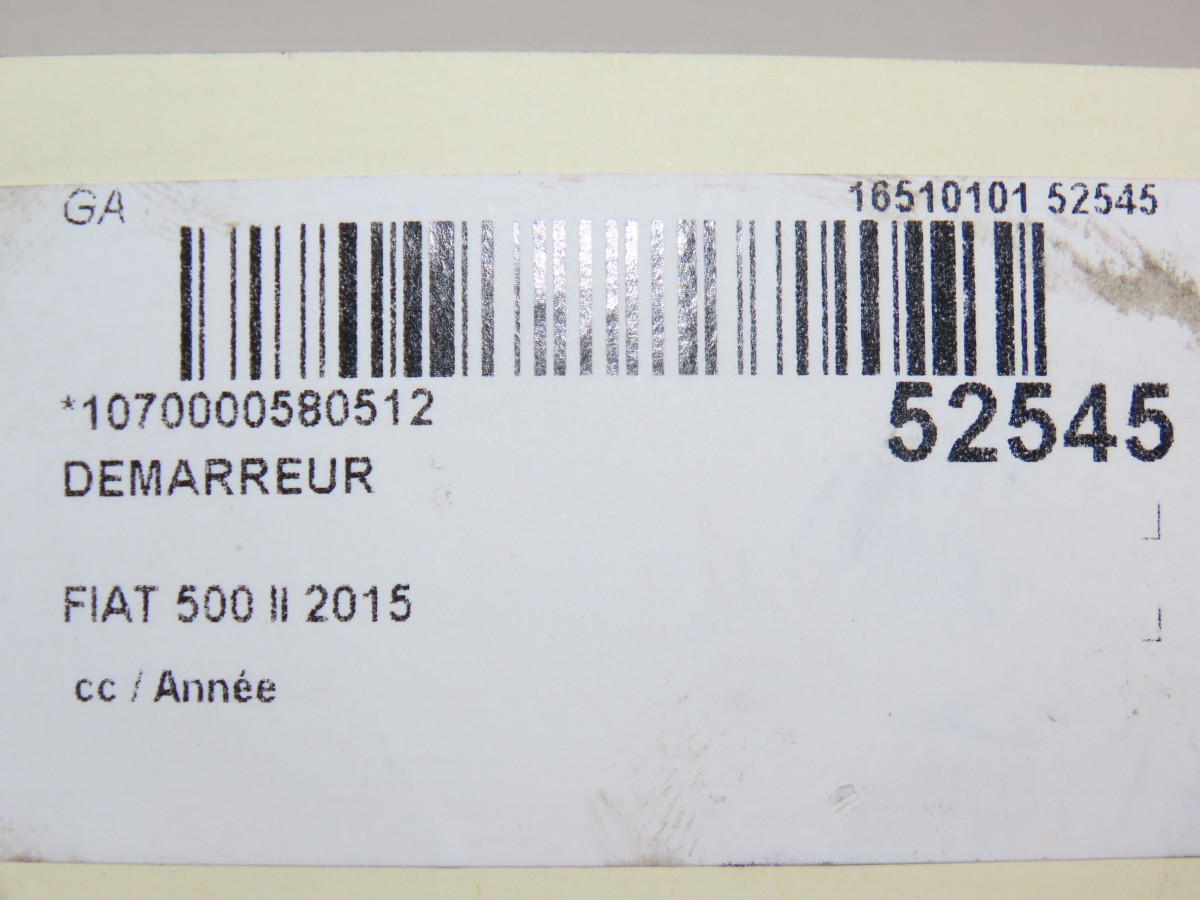 GA
16510101 52545
*1070000580512
52545
DEMARREUR
FIAT 500 II 2015
cc / Année